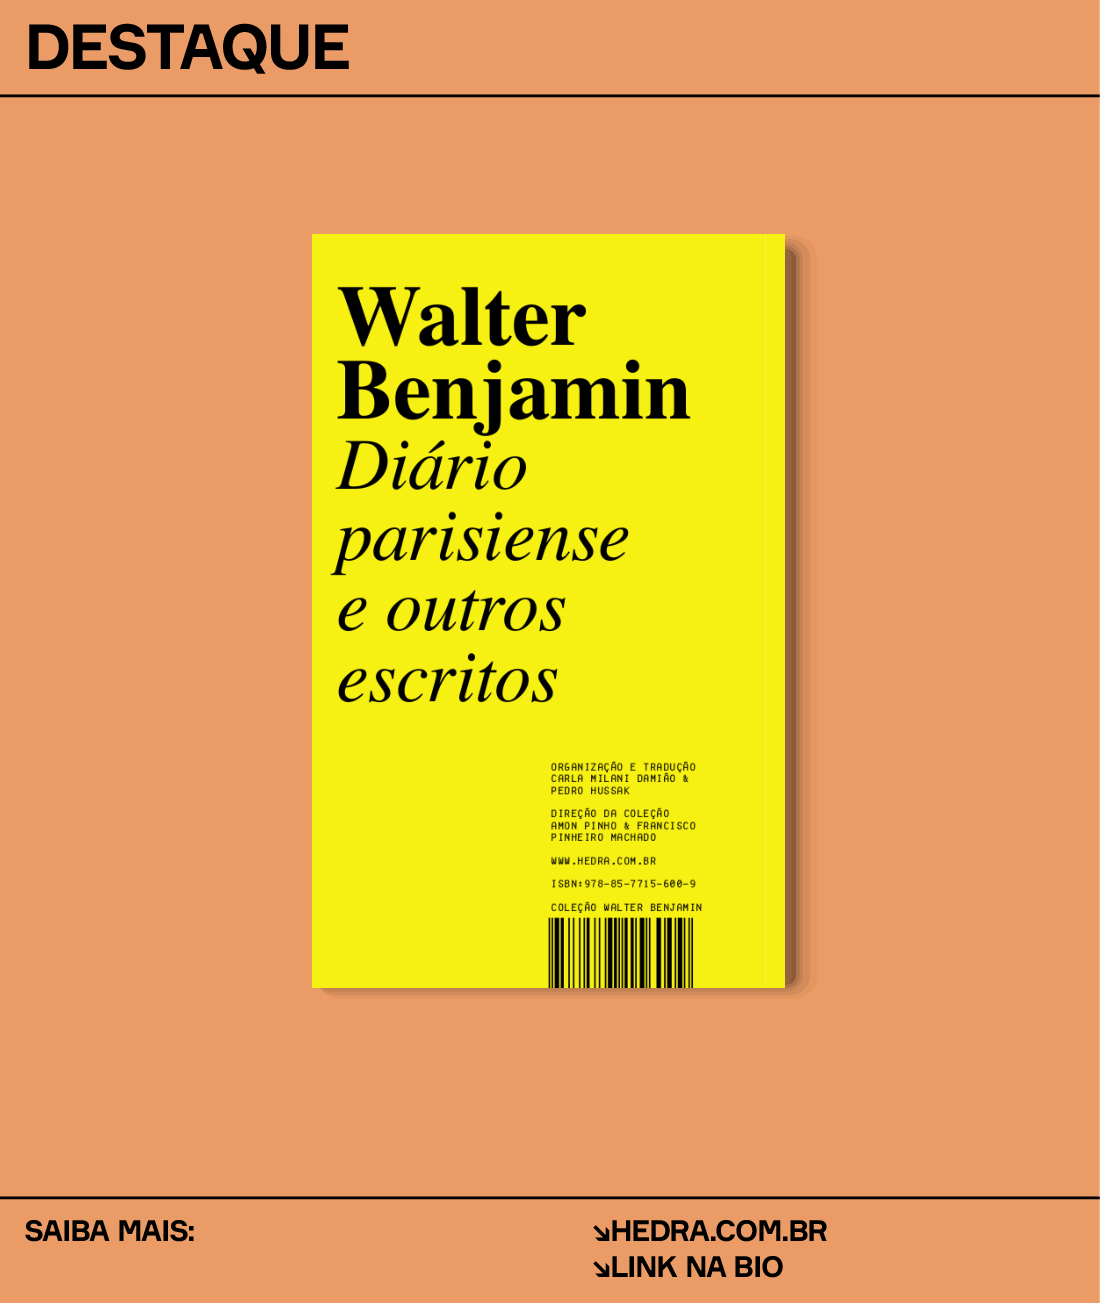 DESTAQUE
Walter
Benjamin
Diário
parisiense
e outros
escritos
ORGANIZAÇÃO E TRADUÇÃO
CARLA MILANI DAMIÃO &
PEDRO HUSSAK
DIREÇÃO DA COLEÇÃO
AMON PINHO & FRANCISCO
PINHEIRO MACHADO
WWW.HEDRA.COM.BR
ISBN:978-85-7715-600-9
COLEÇÃO WALTER BENJAMIN
SAIBA MAIS:
↘HEDRA.COM.BR
↘LINK NA BIO